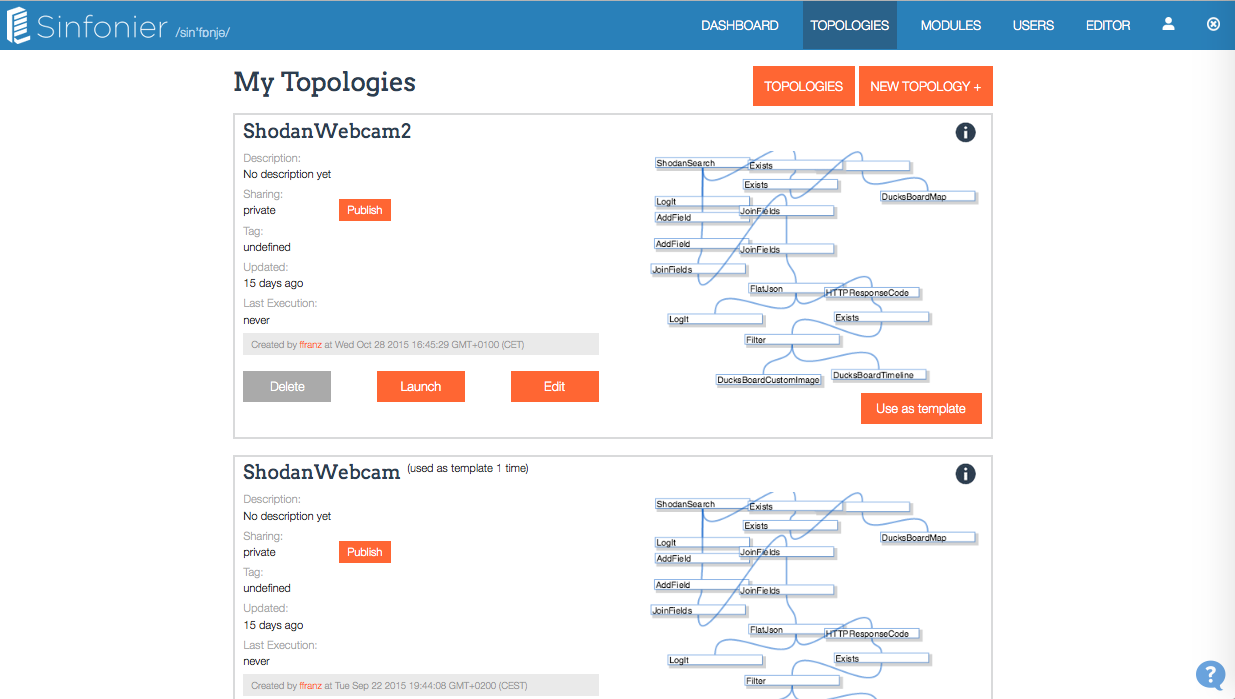 Sinfonier /sin'fonje/
DASHBOARD TOPOLOGIES MODULES USERS EDITOR
My Topologies
TOPOLOGIES NEW TOPOLOGY +
ShodanWebcam2
Description:
No description yet
Sharing:
private Publish
Tag:
undefined
Updated:
15 days ago
Last Execution:
never
Created by ffranz at Wed Oct 28 2015 16:45:29 GMT+0100 (CET)
Delete Launch Edit
ShodanSearch Exists
Exists
DucksBoardMap
LogIt
JoinFields
AddField
AddField
JoinFields
JoinFields
FlatJson
HTTPResponseCode
LogIt Exists
Filter
DucksBoardCustomImage DucksBoardTimeline
Use as template
ShodanWebcam (used as template 1 time)
Description:
No description yet
Sharing:
private Publish
Tag:
undefined
Updated:
15 days ago
Last Execution:
never
Created by ffranz at Tue Sep 22 2015 19:44:08 GMT+0200 (CEST)
ShodanSearch Exists
Exists
DucksBoardMap
LogIt
JoinFields
AddField
AddField
JoinFields
JoinFields
FlatJson
HTTPResponseCode
LogIt Exists
Filter
?